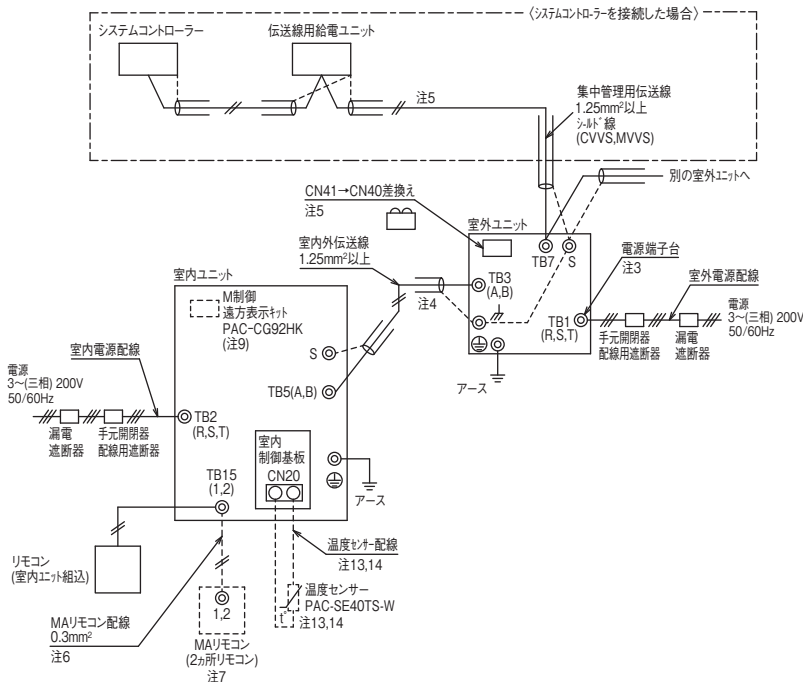 〈システムコントローラーを接続した場合〉
システムコントローラー
伝送線用給電ユニット
注5
集中管理用伝送線
1.25mm²以上
シールド線
(CVVS,MVVS)
別の室外ユニットへ
CN41→CN40差換え
注5
室外ユニット
TB7
S
室内外伝送線
1.25mm²以上
電源端子台
注3
室外電源配線
TB3
(A,B)
注4
TB1
(R,S,T)
手元開閉器
配線用遮断器
漏電
遮断器
電源
3~(三相) 200V
50/60Hz
アース
室内ユニット
M制御
遠方表示キット
PAC-CG92HK
(注9)
S
TB5(A,B)
室内電源配線
電源
3~(三相) 200V
50/60Hz
漏電
遮断器
手元開閉器
配線用遮断器
TB2
(R,S,T)
室内
制御基板
CN20
TB15
(1,2)
アース
リモコン
(室内ユニット組込)
温度センサー配線
注13,14
温度センサー
PAC-SE40TS-W
注13,14
t°
1,2
MAリモコン配線
0.3mm²
注6
MAリモコン
(2ヵ所リモコン)
注7